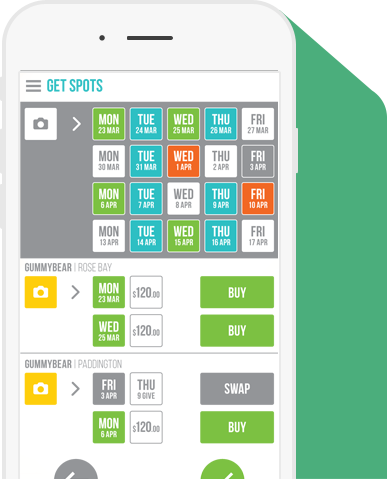 GET SPOTS
MON TUE WED THU FRI
23 MAR 24 MAR 25 MAR 26 MAR 27 MAR
MON TUE WED THU FRI
30 MAR 31 MAR 1 APR 2 APR 3 APR
MON TUE WED THU FRI
6 APR 7 APR 8 APR 9 APR 10 APR
MON TUE WED THU FRI
13 APR 14 APR 15 APR 16 APR 17 APR
GUMMYBEAR | ROSE BAY
MON
23 MAR $120.00 BUY
WED
25 MAR $120.00 BUY
GUMMYBEAR | PADDINGTON
FRI THU
3 APR 9 GIVE SWAP
MON
6 APR $120.00 BUY